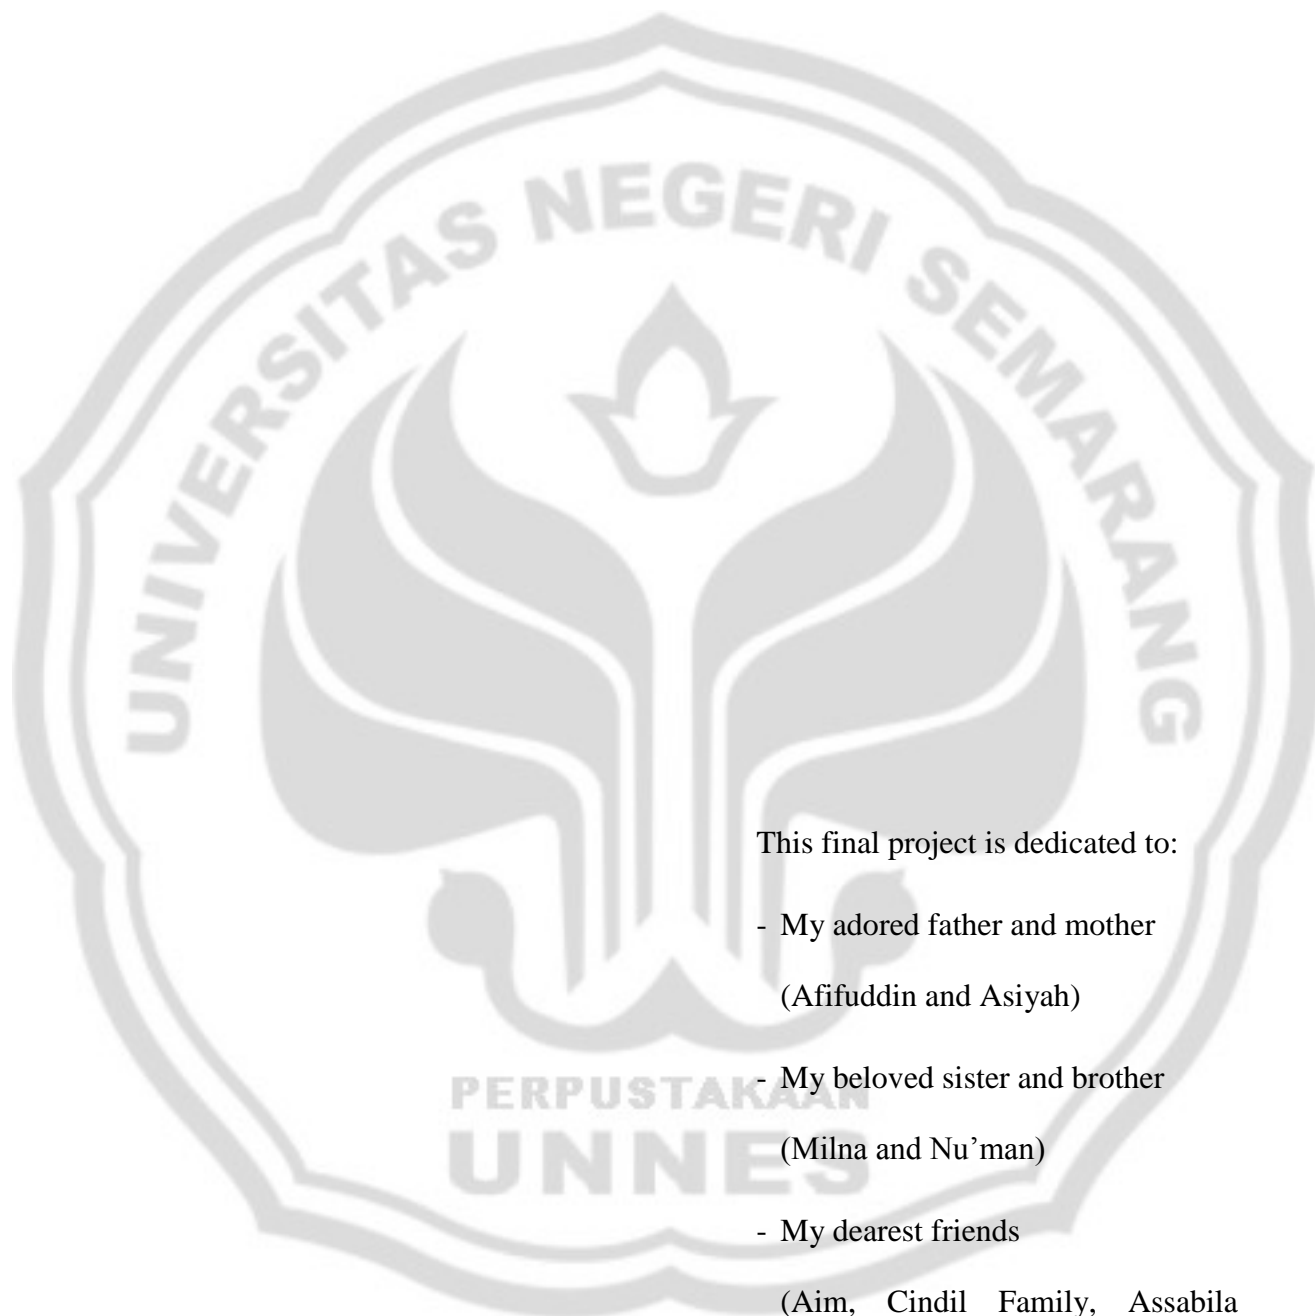 UNIVERSITAS NEGERI SEMARANG
This final project is dedicated to:
- My adored father and mother
(Afifuddin and Asiyah)
PERPUSTAKAAN
- My beloved sister and brother
UNNES
(Milna and Nu’man)
- My dearest friends
(Aim, Cindil Family, Assabila